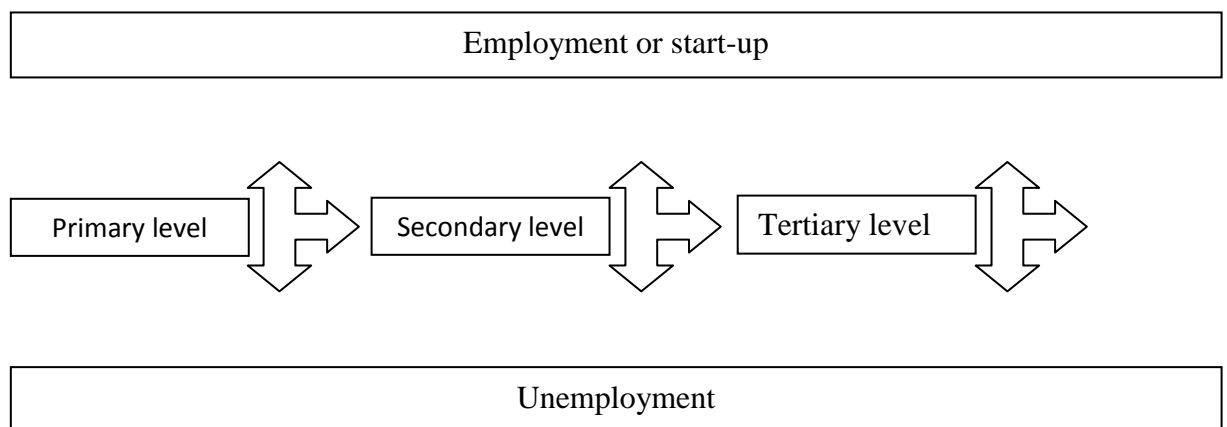 Employment or start-up
Primary level
Secondary level
Tertiary level
Unemployment